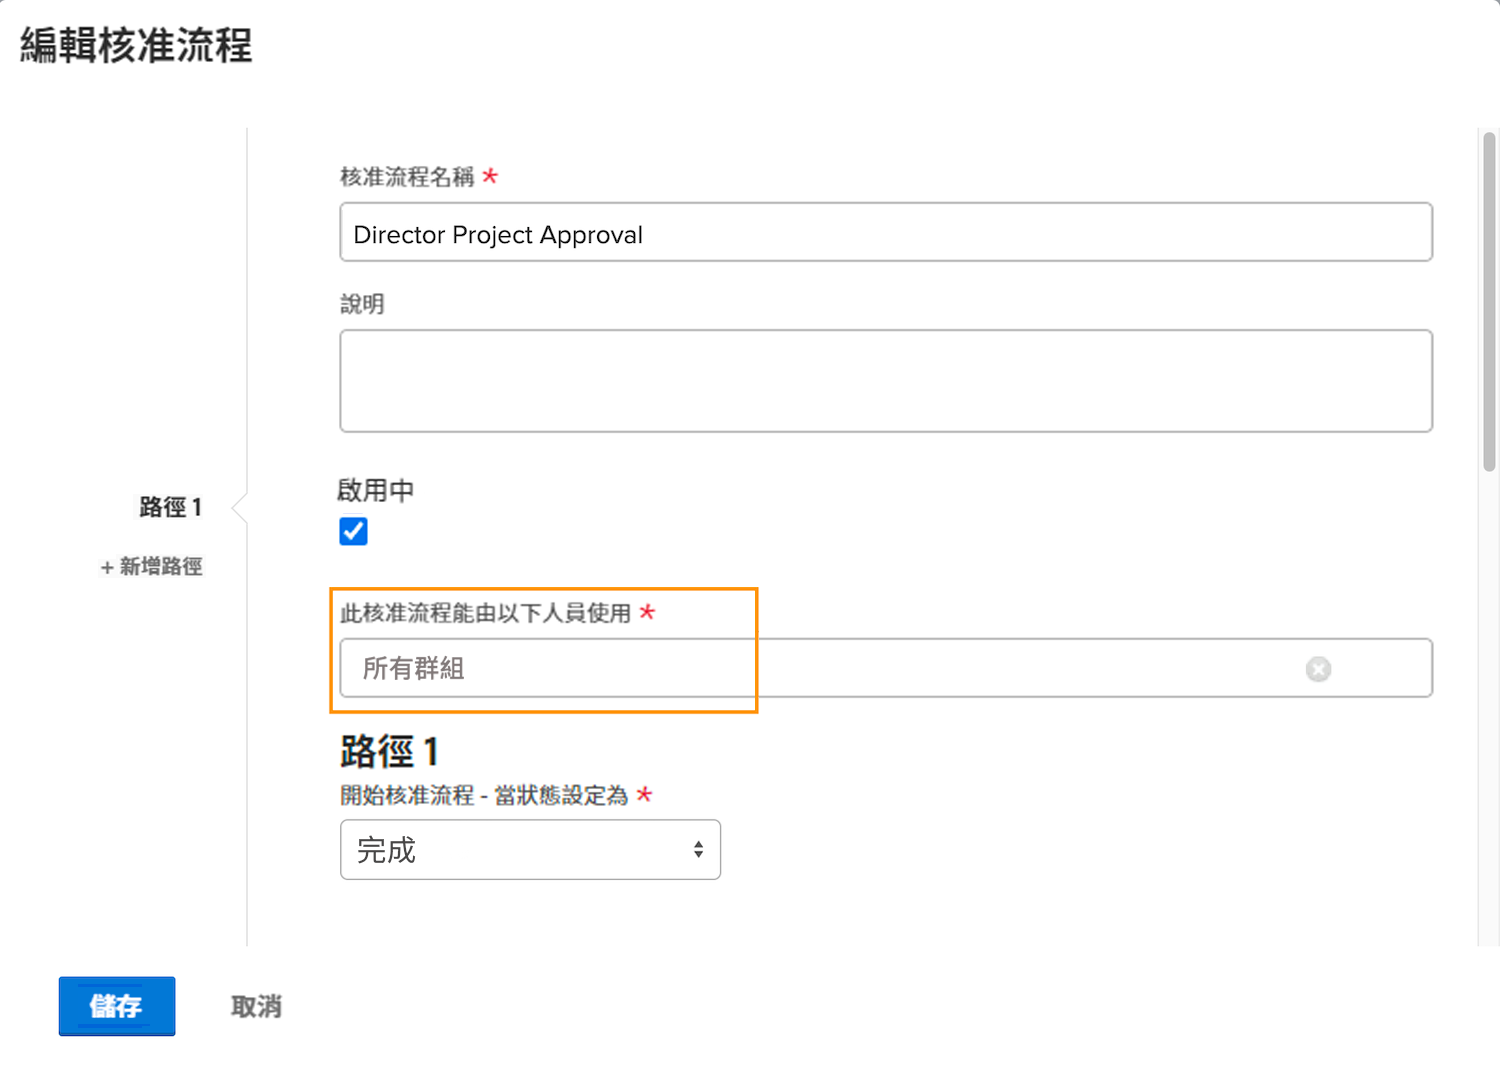 編輯核准流程
核准流程名稱 *
Director Project Approval
說明
路徑 1
+ 新增路徑
啟用中
此核准流程能由以下人員使用 *
所有群組
路徑 1
開始核准流程 - 當狀態設定為 *
完成
儲存 取消